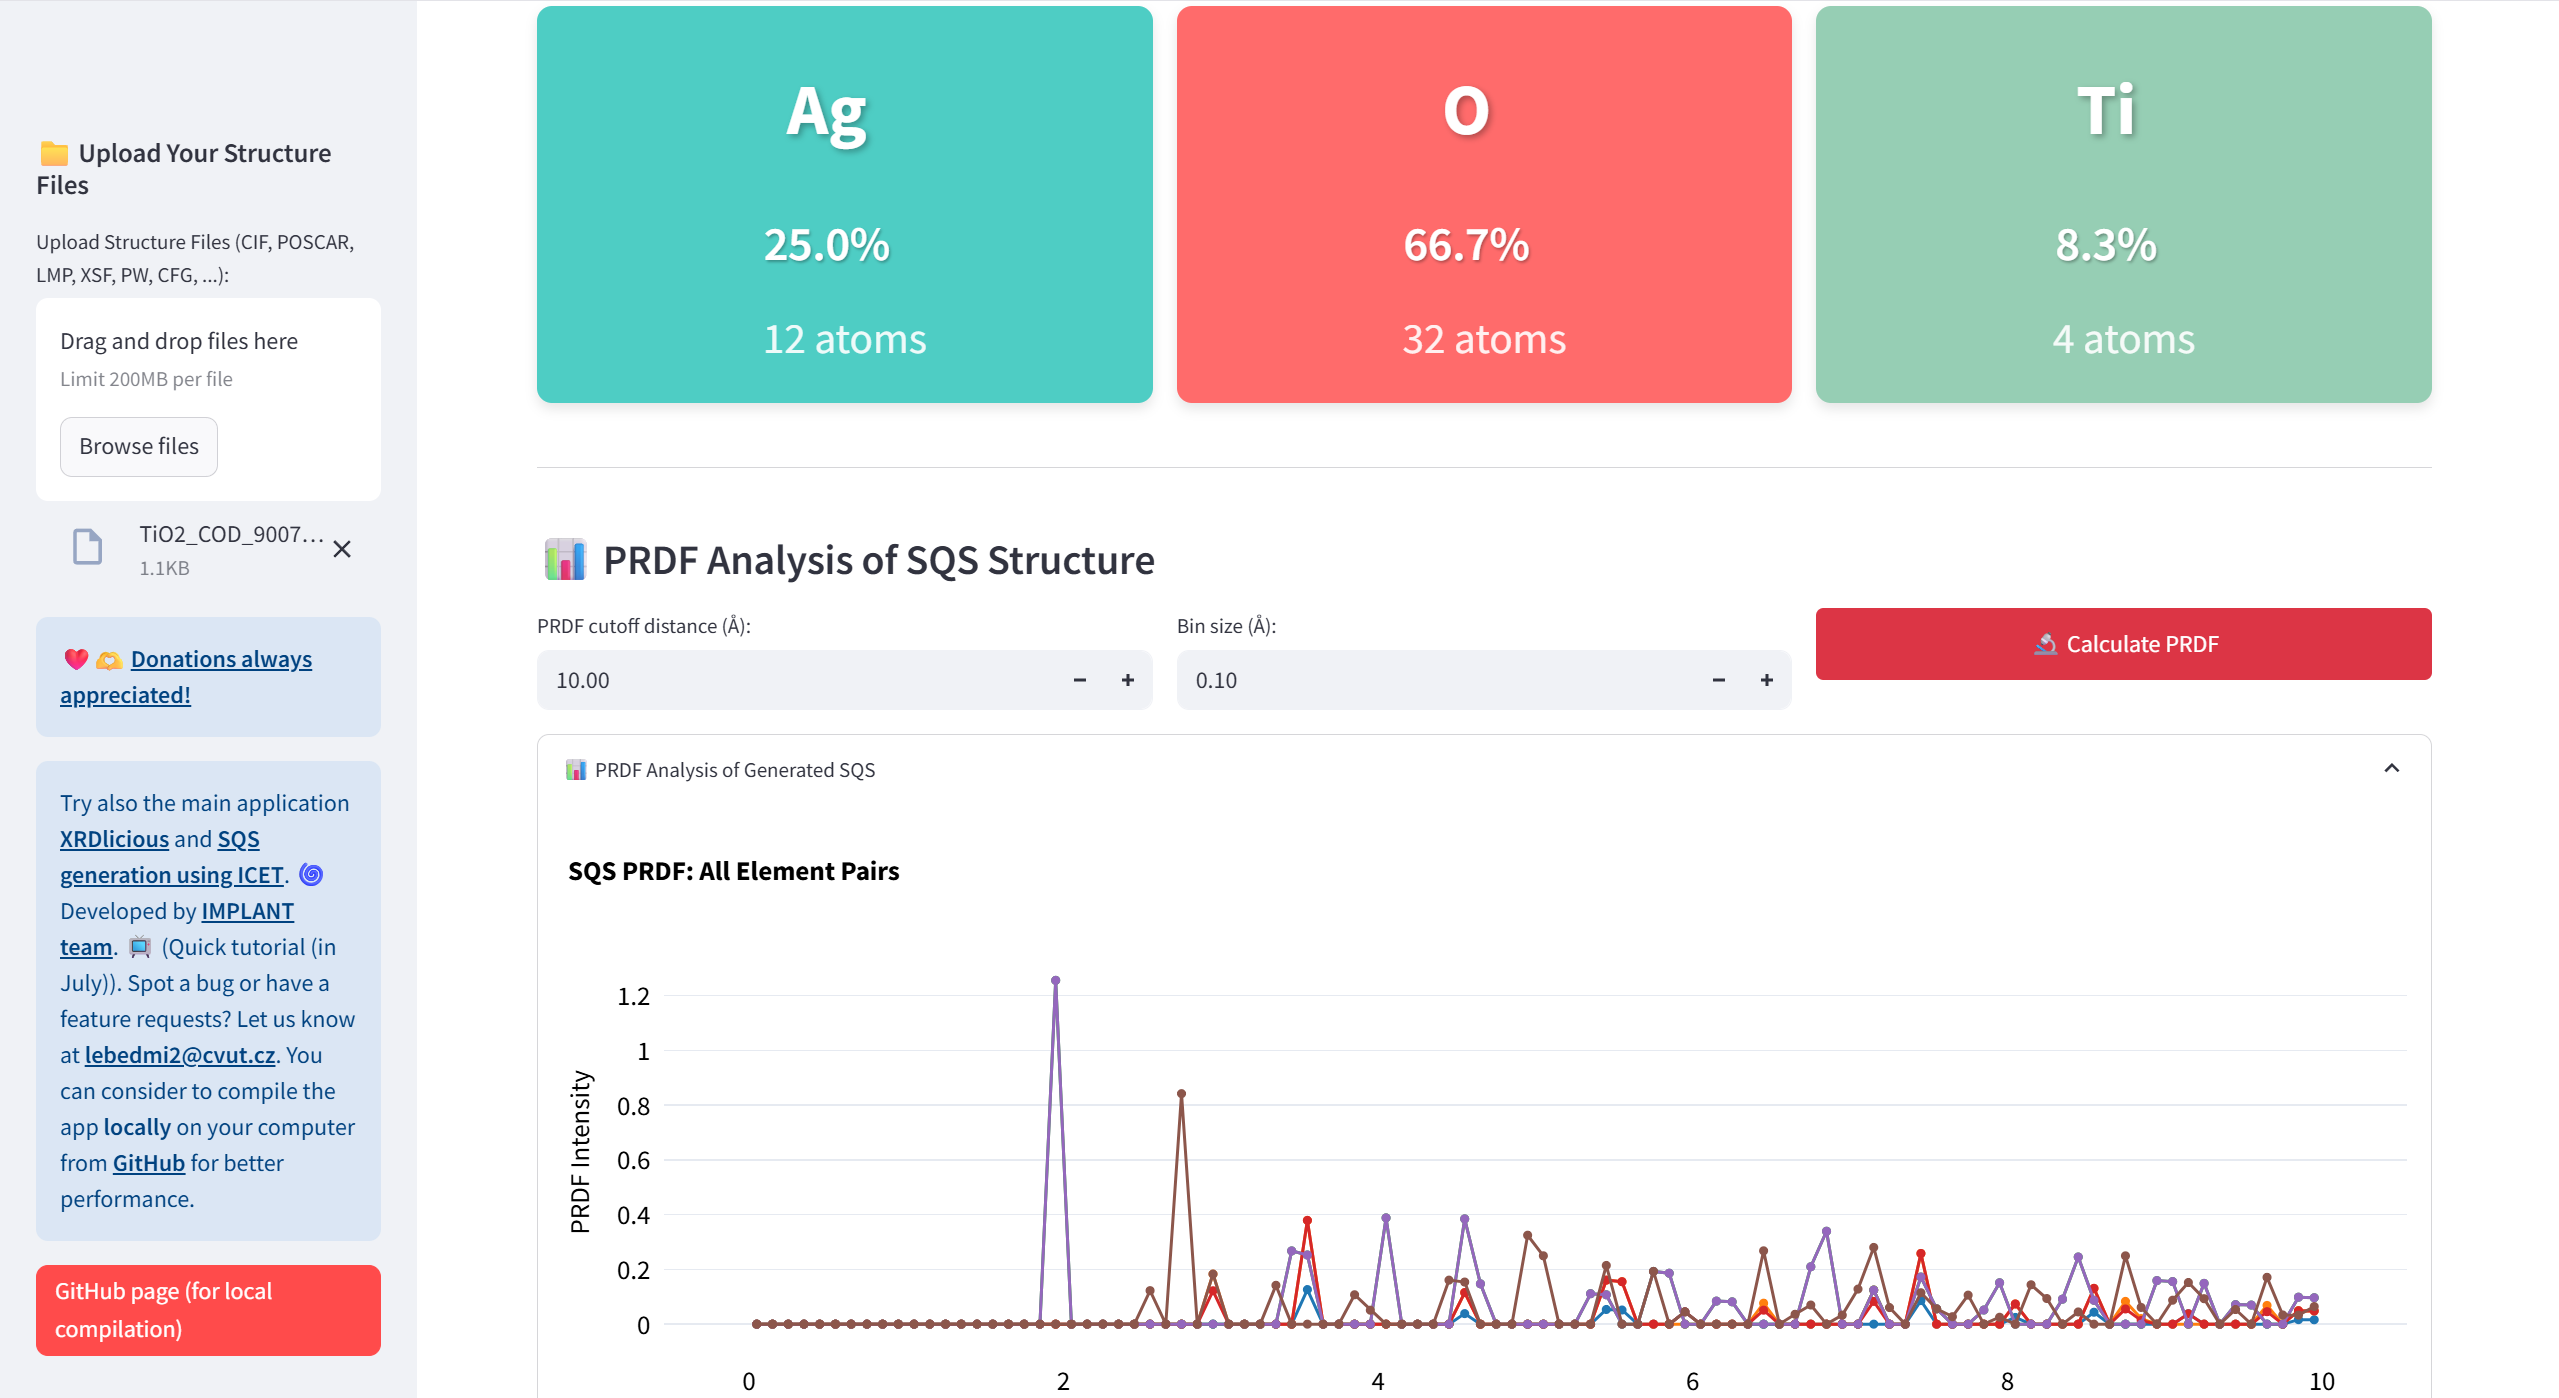 Upload Your Structure
Files
Upload Structure Files (CIF, POSCAR,
LMP, XSF, PW, CFG, ...):
Drag and drop files here
Limit 200MB per file
Browse files
TiO2_COD_9007...
1.1KB
Donations always
appreciated!
Try also the main application
XRDlicious and SQS
generation using ICET.
Developed by IMPLANT
team. (Quick tutorial (in
July)). Spot a bug or have a
feature requests? Let us know
at lebedmi2@cvut.cz. You
can consider to compile the
app locally on your computer
from GitHub for better
performance.
GitHub page (for local
compilation)
Ag
25.0%
12 atoms
O
66.7%
32 atoms
Ti
8.3%
4 atoms
PRDF Analysis of SQS Structure
PRDF cutoff distance (Å):
10.00
Bin size (Å):
0.10
Calculate PRDF
PRDF Analysis of Generated SQS
SQS PRDF: All Element Pairs
PRDF Intensity
1.2
1
0.8
0.6
0.4
0.2
0
0 2 4 6 8 10